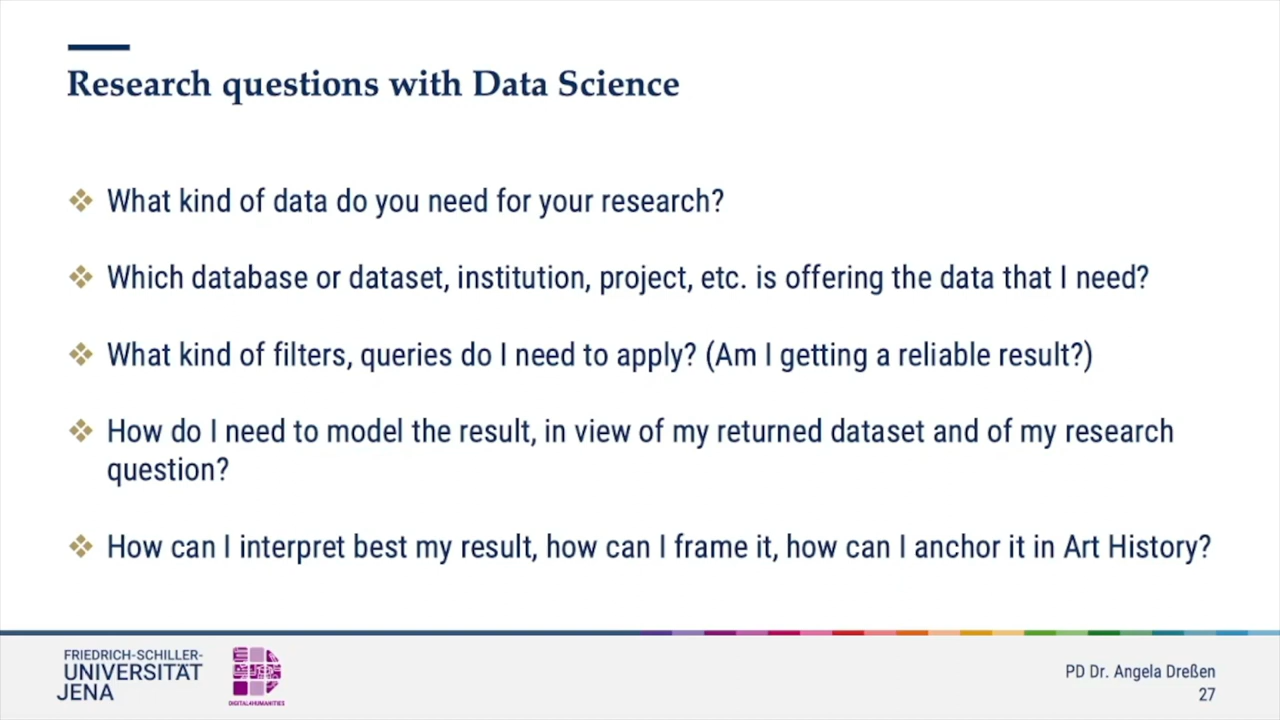 Research questions with Data Science
What kind of data do you need for your research?
Which database or dataset, institution, project, etc. is offering the data that I need?
What kind of filters, queries do I need to apply? (Am I getting a reliable result?)
How do I need to model the result, in view of my returned dataset and of my research
question?
How can I interpret best my result, how can I frame it, how can I anchor it in Art History?
FRIEDRICH-SCHILLER-
UNIVERSITÄT
JENA
DIGITAL4HUMANITIES
PD Dr. Angela Dreßen
27